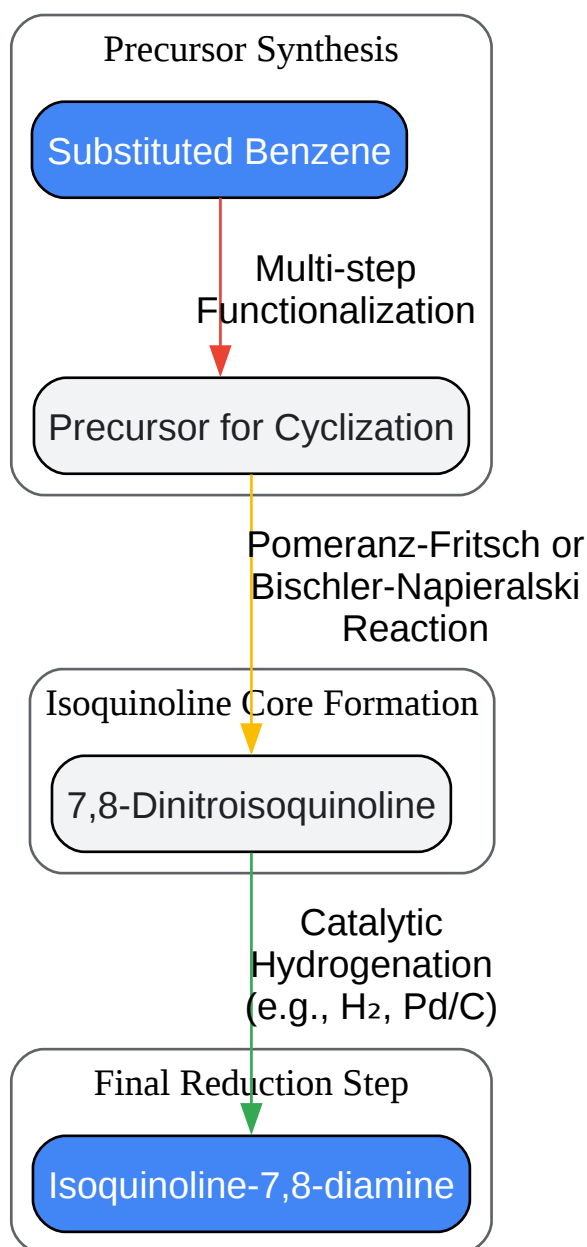 Precursor Synthesis
Substituted Benzene
Multi-step
Functionalization
Precursor for Cyclization
Pomeranz-Fritsch or
Bischler-Napieralski
Reaction
Isoquinoline Core Formation
7,8-Dinitroisoquinoline
Catalytic
Hydrogenation
(e.g., H₂, Pd/C)
Final Reduction Step
Isoquinoline-7,8-diamine